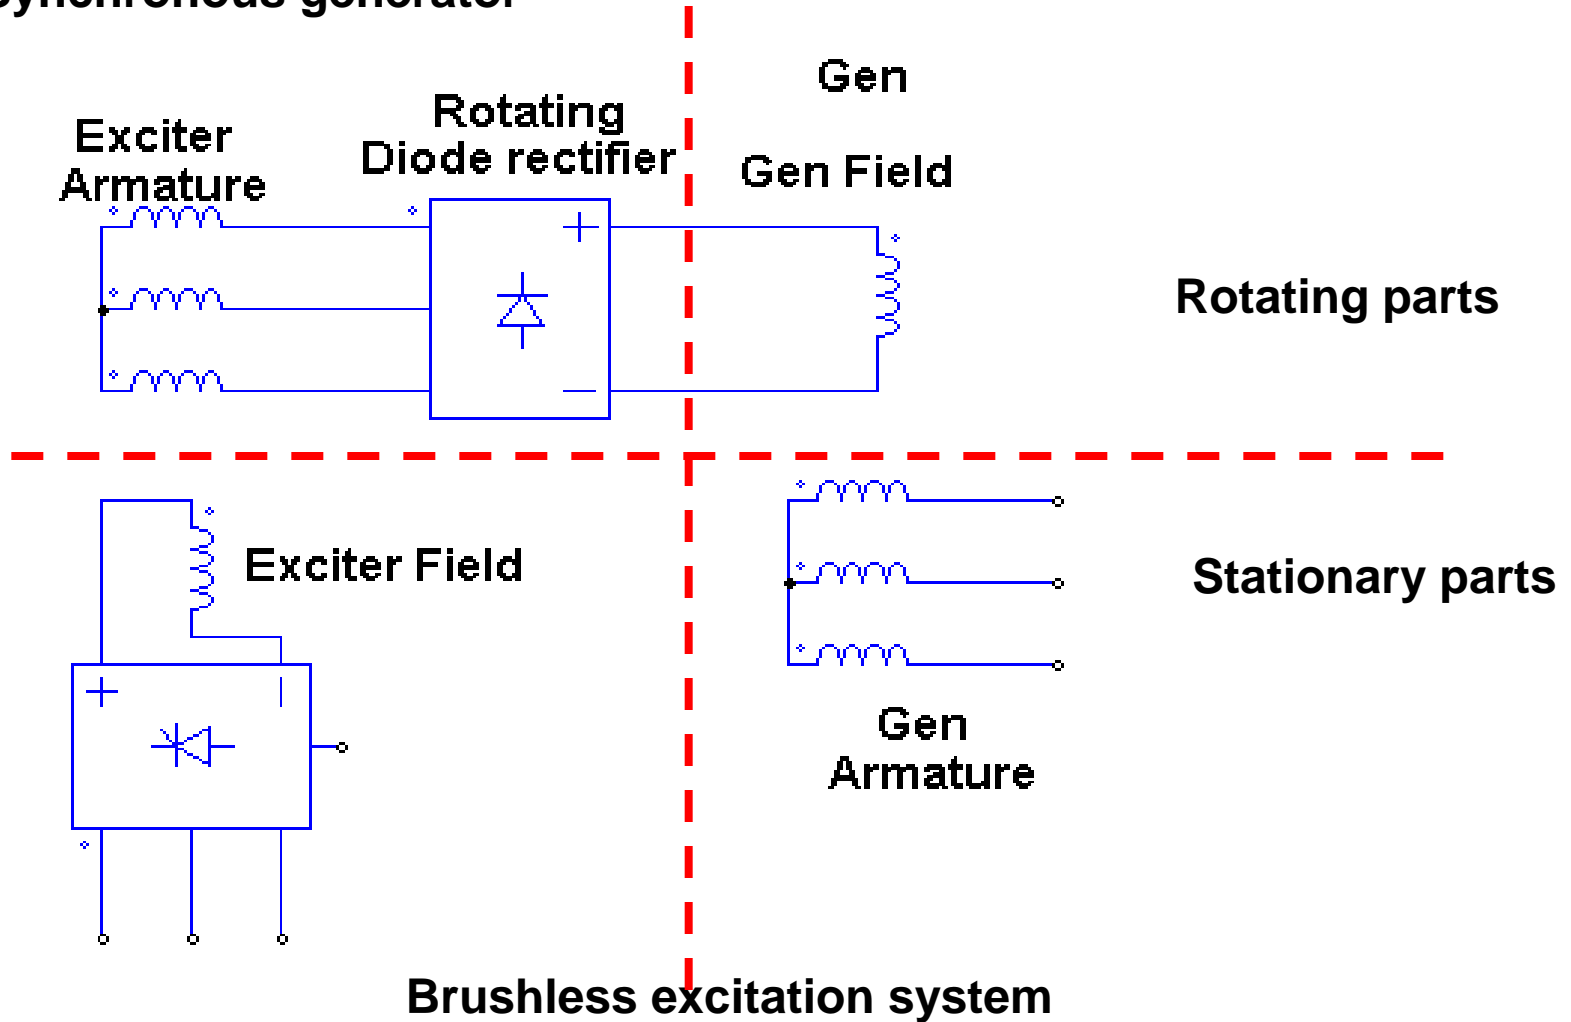 generator
Gen
Rotating
Diode rectifier
Exciter
Armature
Gen Field
Rotating parts
Exciter Field
Stationary parts
Gen
Armature
Brushless excitation system